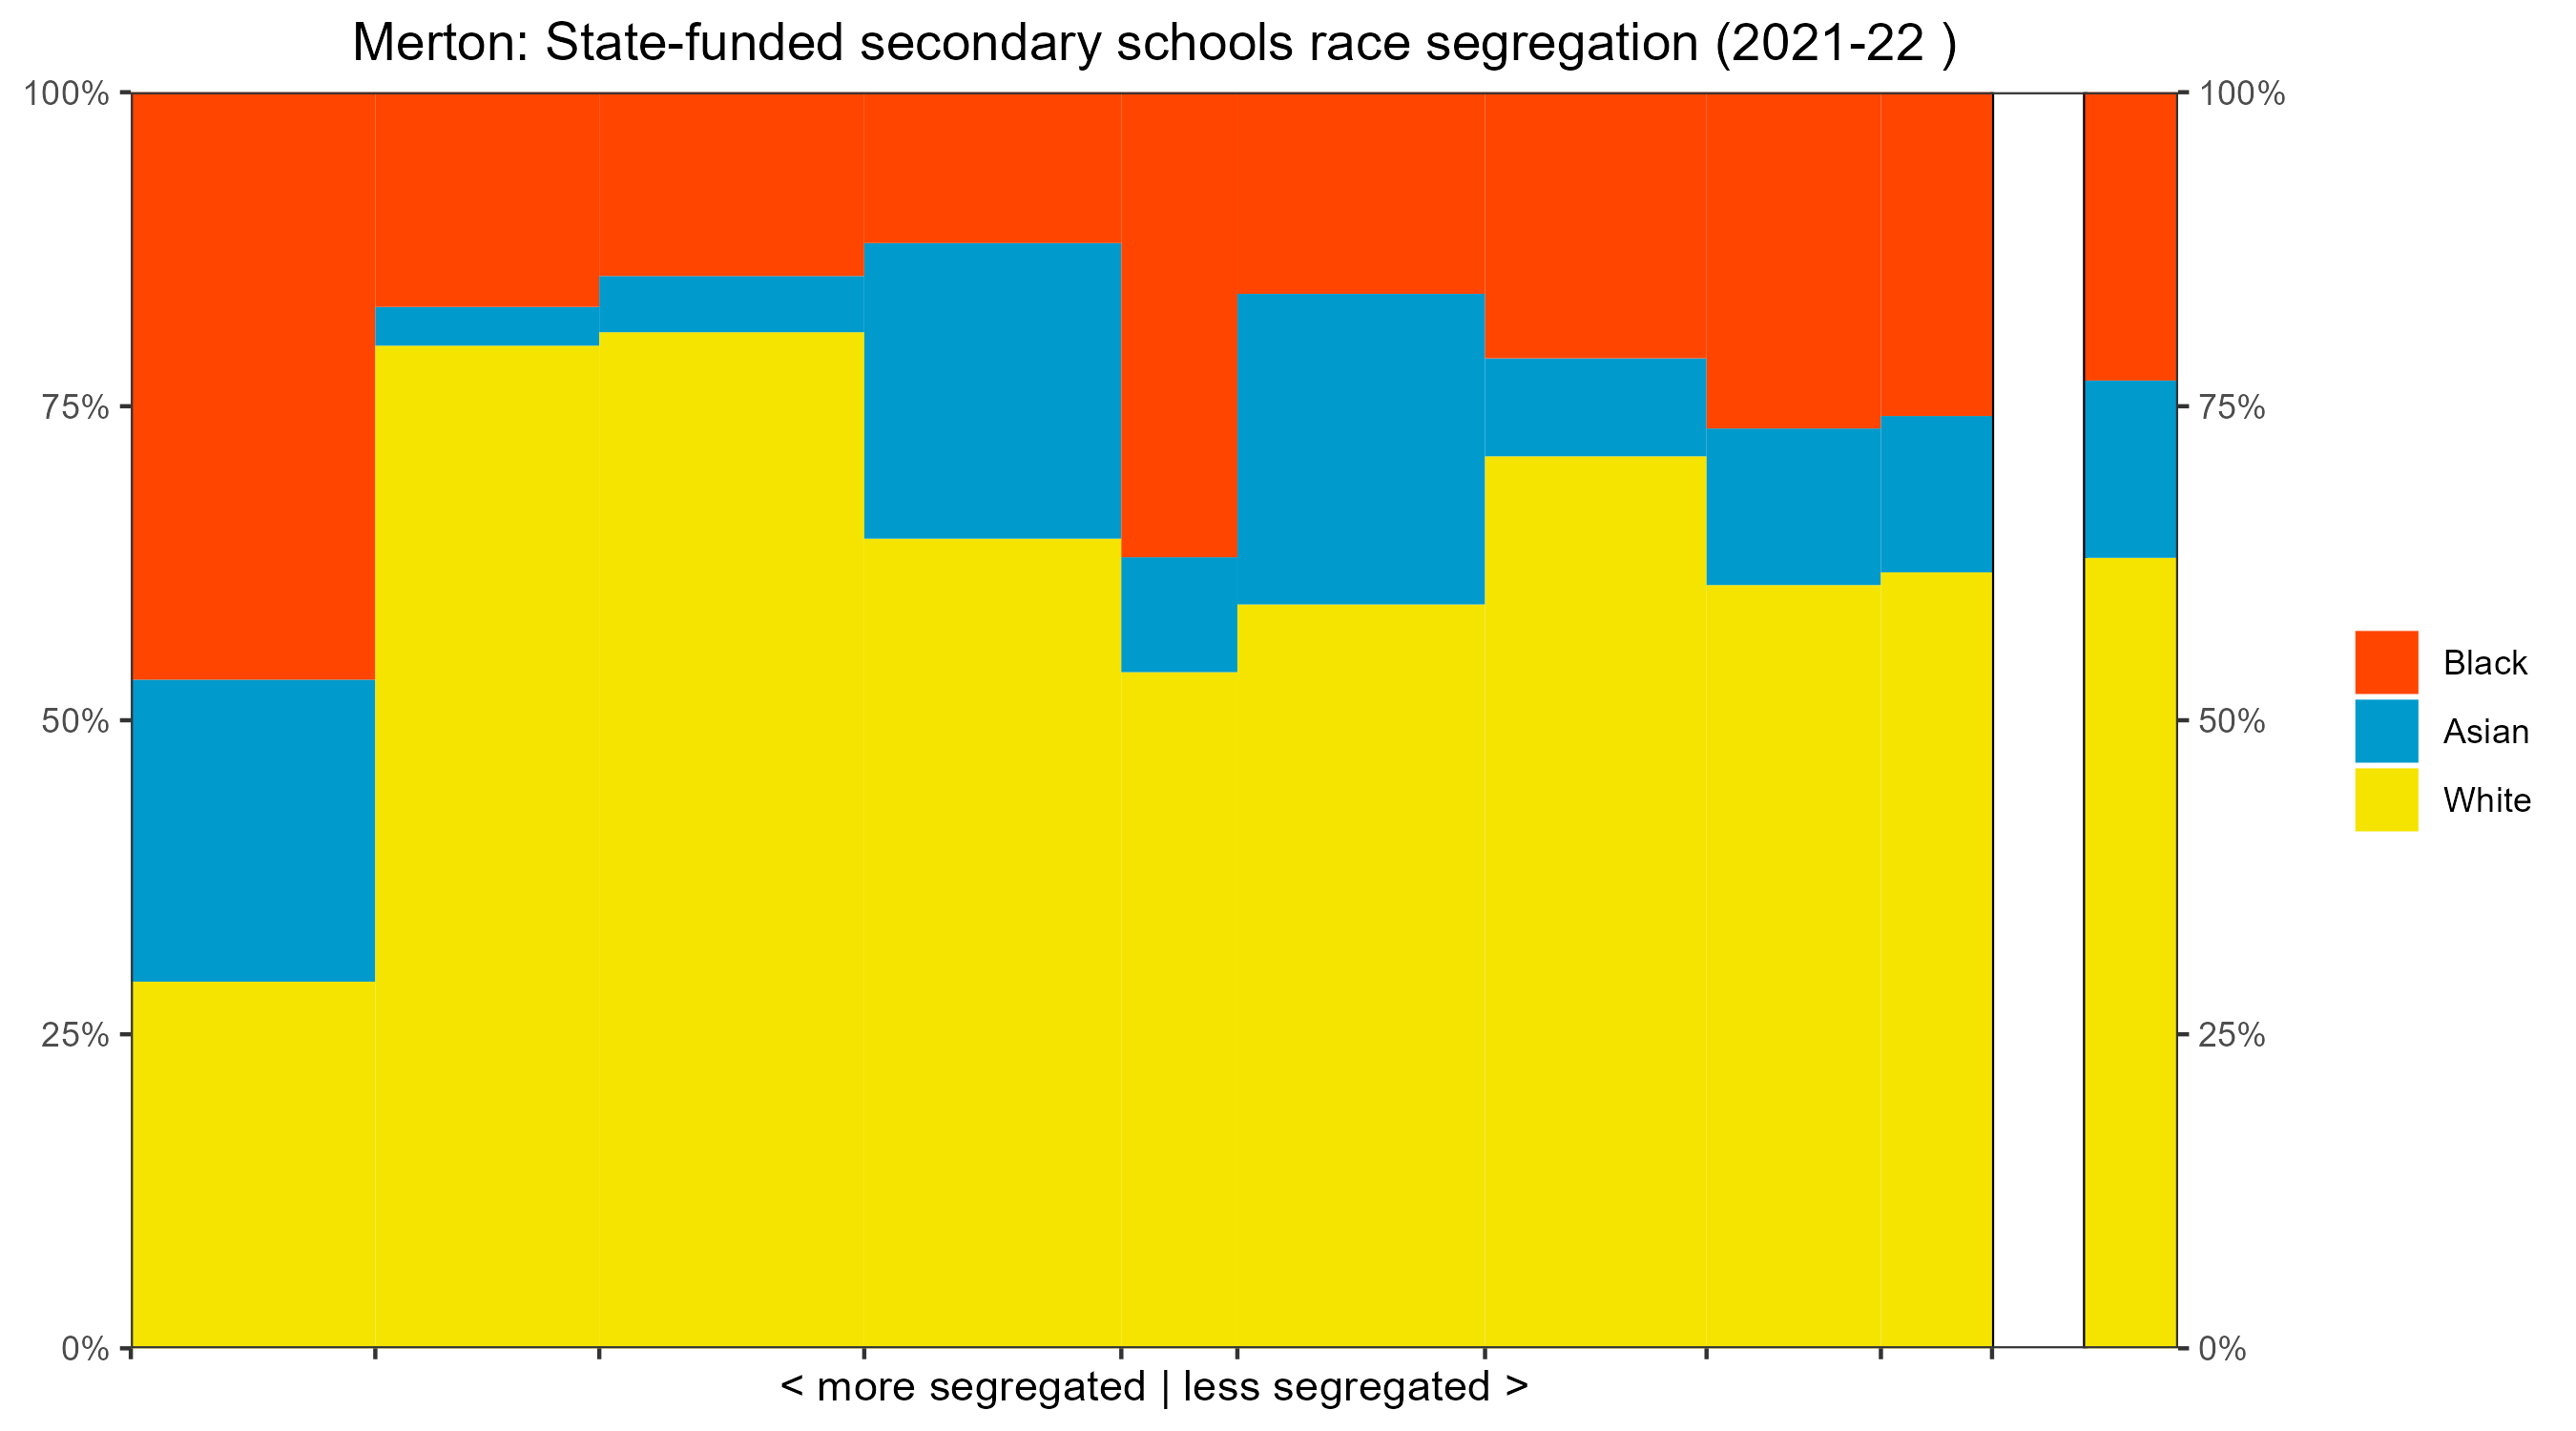 Merton: State-funded secondary schools race segregation (2021-22 )
100%
75%
50%
25%
0%
100%
75%
50%
25%
0%
Black
Asian
White
< more segregated | less segregated >